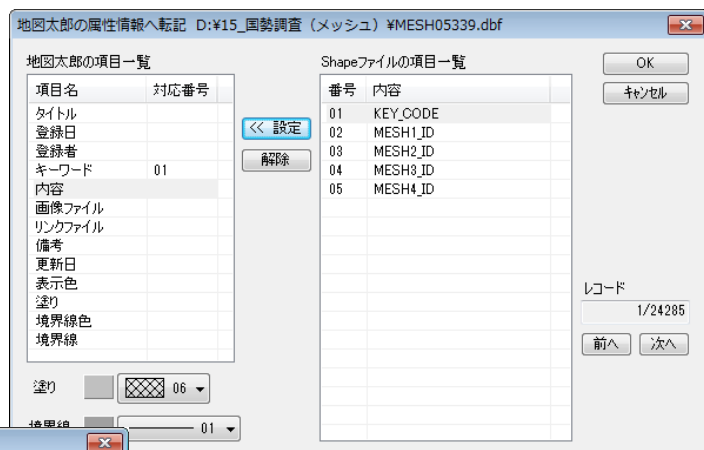 地図太郎の属性情報へ転記 D:¥15_国勢調査（メッシュ）¥MESH05339.dbf
地図太郎の項目一覧
項目名 対応番号
タイトル
登録日
登録者
キーワード 01
内容
画像ファイル
リンクファイル
備考
更新日
表示色
塗り
境界線色
境界線
<< 設定
解除
Shapeファイルの項目一覧
番号 内容
01 KEY_CODE
02 MESH1_ID
03 MESH2_ID
04 MESH3_ID
05 MESH4_ID
OK
キャンセル
レコード
1/24285
前へ 次へ
塗り 06
境界線 01